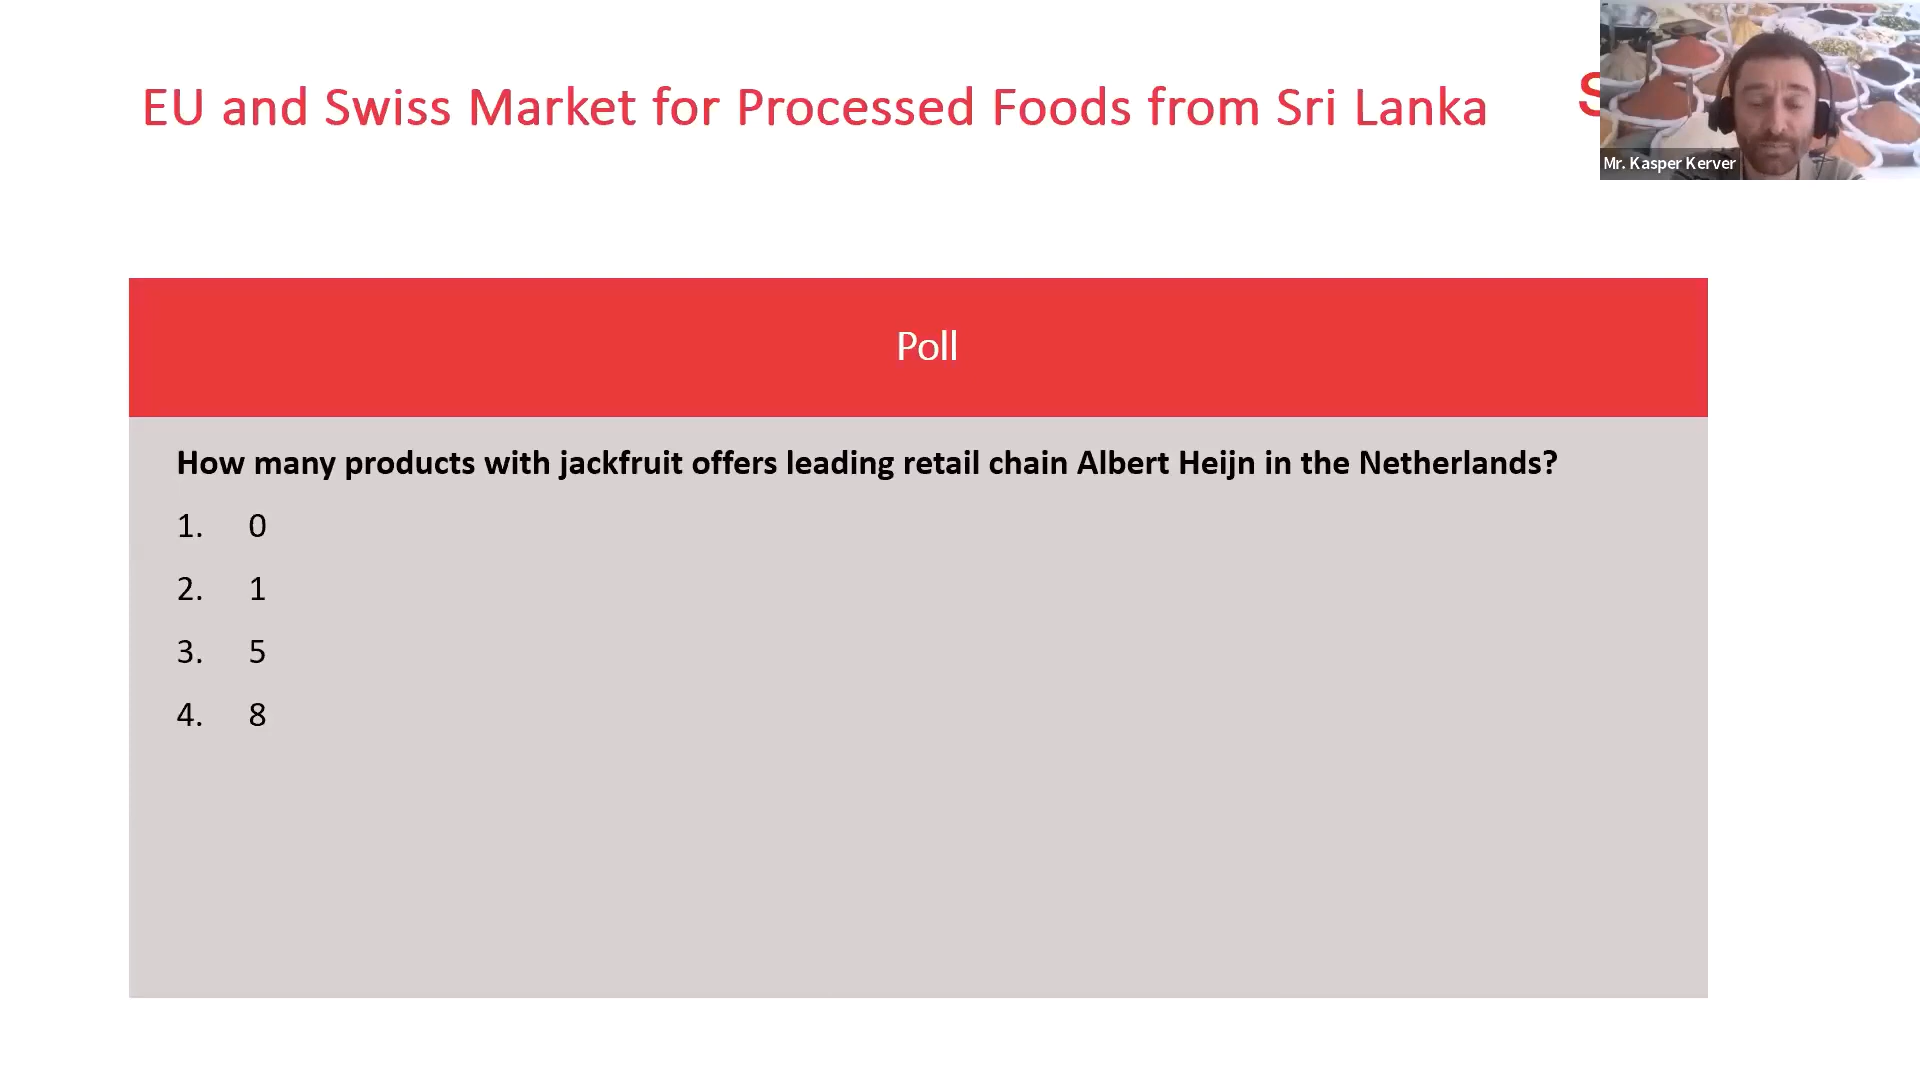 EU and Swiss Market for Processed Foods from Sri Lanka
S
Mr. Kasper Kerver
Poll
How many products with jackfruit offers leading retail chain Albert Heijn in the Netherlands?
1. 0
2. 1
3. 5
4. 8